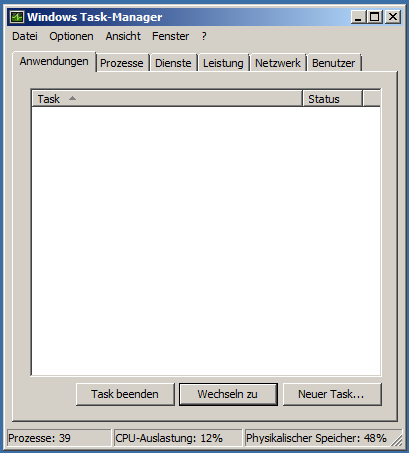 Windows Task-Manager
Datei Optionen Ansicht Fenster ?
Anwendungen Prozesse Dienste Leistung Netzwerk Benutzer
Task Status
Task beenden Wechseln zu Neuer Task...
Prozesse: 39 CPU-Auslastung: 12% Physikalischer Speicher: 48%